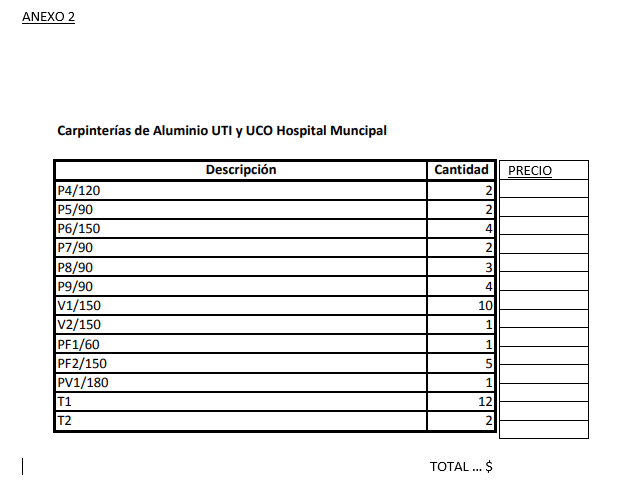 ANEXO 2
Carpinterías de Aluminio UTI y UCO Hospital Muncipal
Descripción Cantidad PRECIO
P4/120 2
P5/90 2
P6/150 4
P7/90 2
P8/90 3
P9/90 4
V1/150 10
V2/150 1
PF1/60 1
PF2/150 5
PV1/180 1
T1 12
T2 2
TOTAL ... $